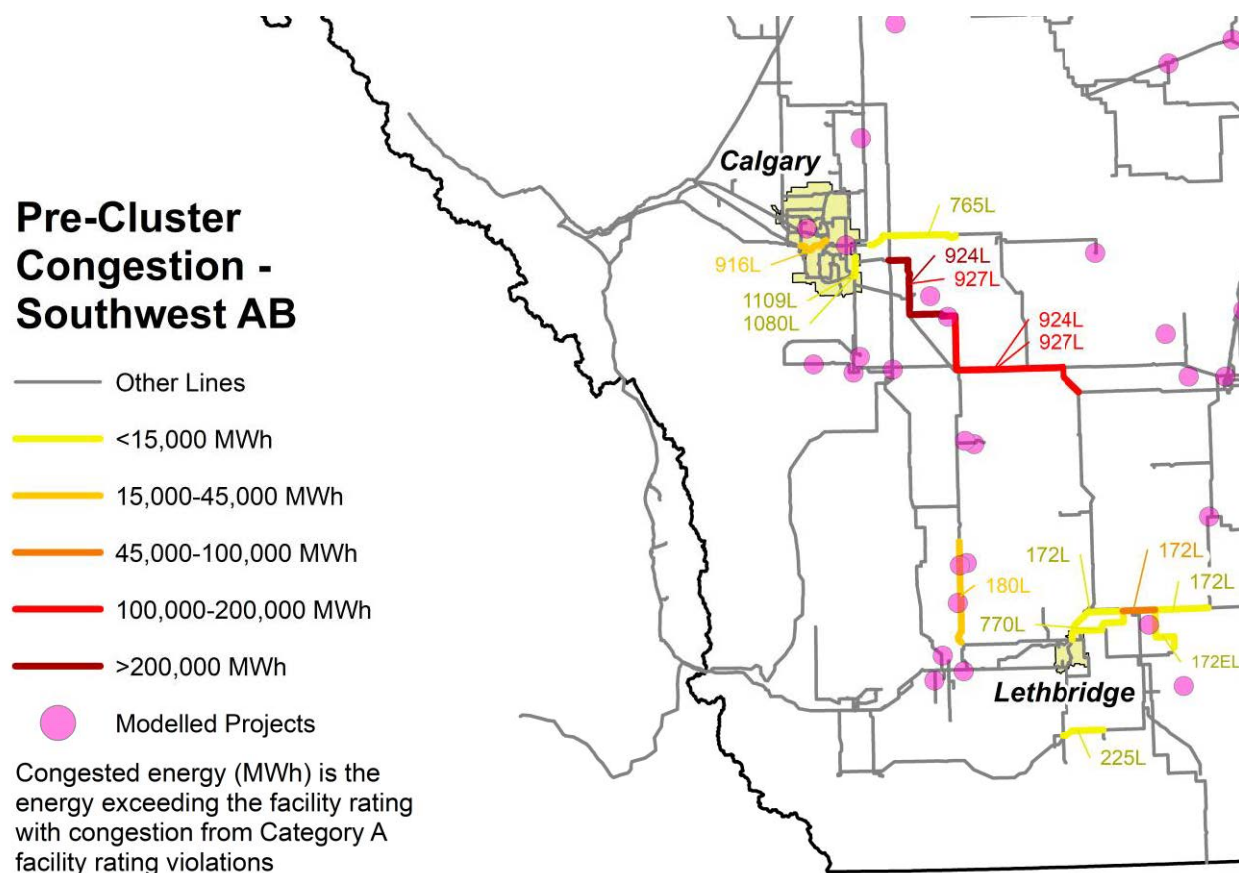 Pre-Cluster
Congestion -
Southwest AB
Other Lines
<15,000 MWh
15,000-45,000 MWh
45,000-100,000 MWh
100,000-200,000 MWh
>200,000 MWh
Modelled Projects
Congested energy (MWh) is the
energy exceeding the facility rating
with congestion from Category A
facility rating violations
Calgary
765L
916L
924L
927L
1109L
1080L
924L
927L
172L
172L
172L
180L
770L
172EL
Lethbridge
225L